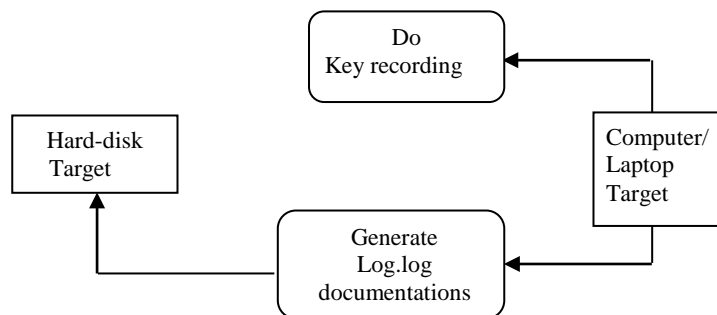 Do
Key recording
Hard-disk
Target
Computer/
Laptop
Target
Generate
Log.log
documentations